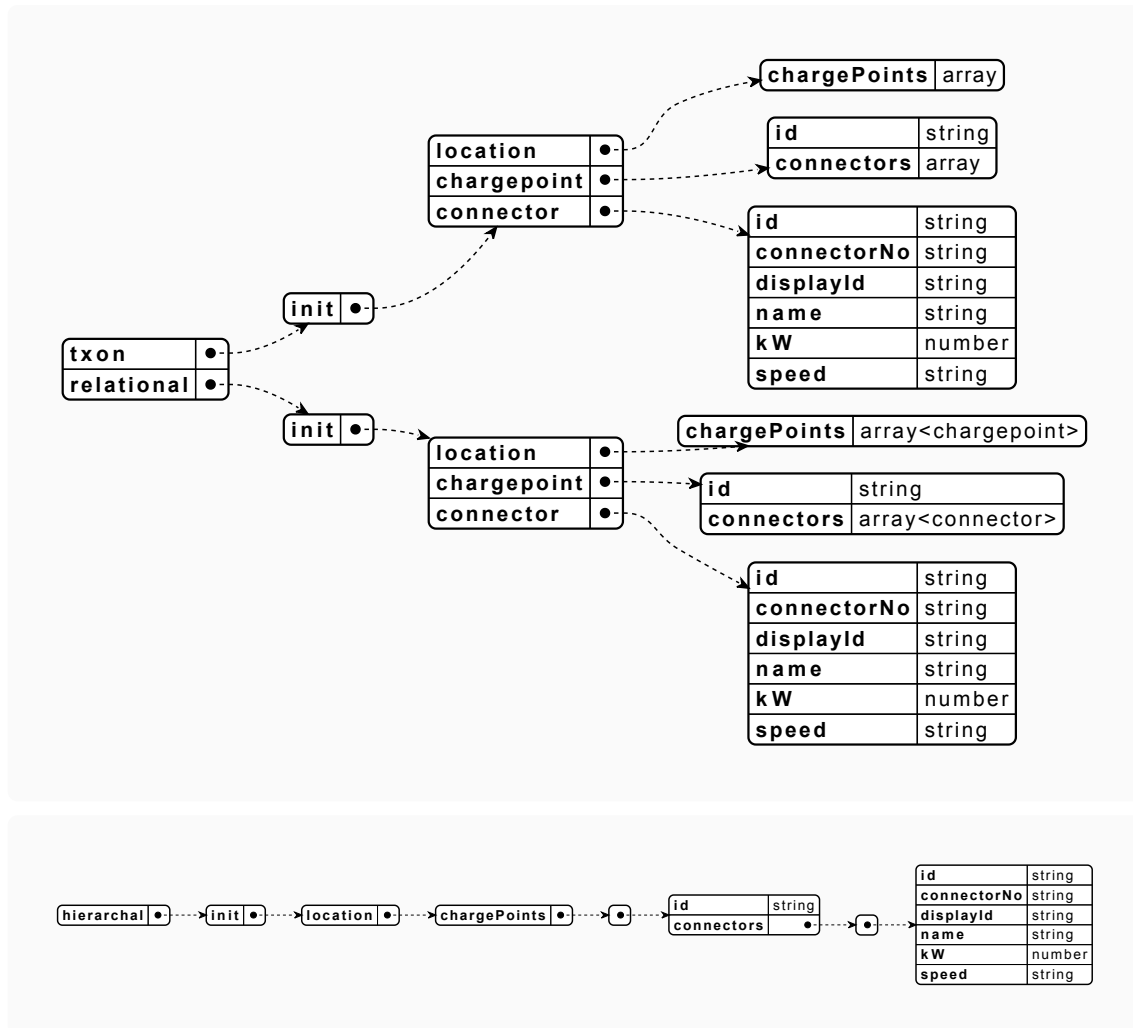 chargePoints array
id string
connectors array
location
chargepoint
connector
id string
connectorNo string
displayId string
name string
kW number
speed string
init
txon
relational
init
chargePoints array<chargepoint>
location
chargepoint
connector
id string
connectors array<connector>
id string
connectorNo string
displayId string
name string
kW number
speed string
hierarchal
init
location
chargePoints
id string
connectors
id string
connectorNo string
displayId string
name string
kW number
speed string